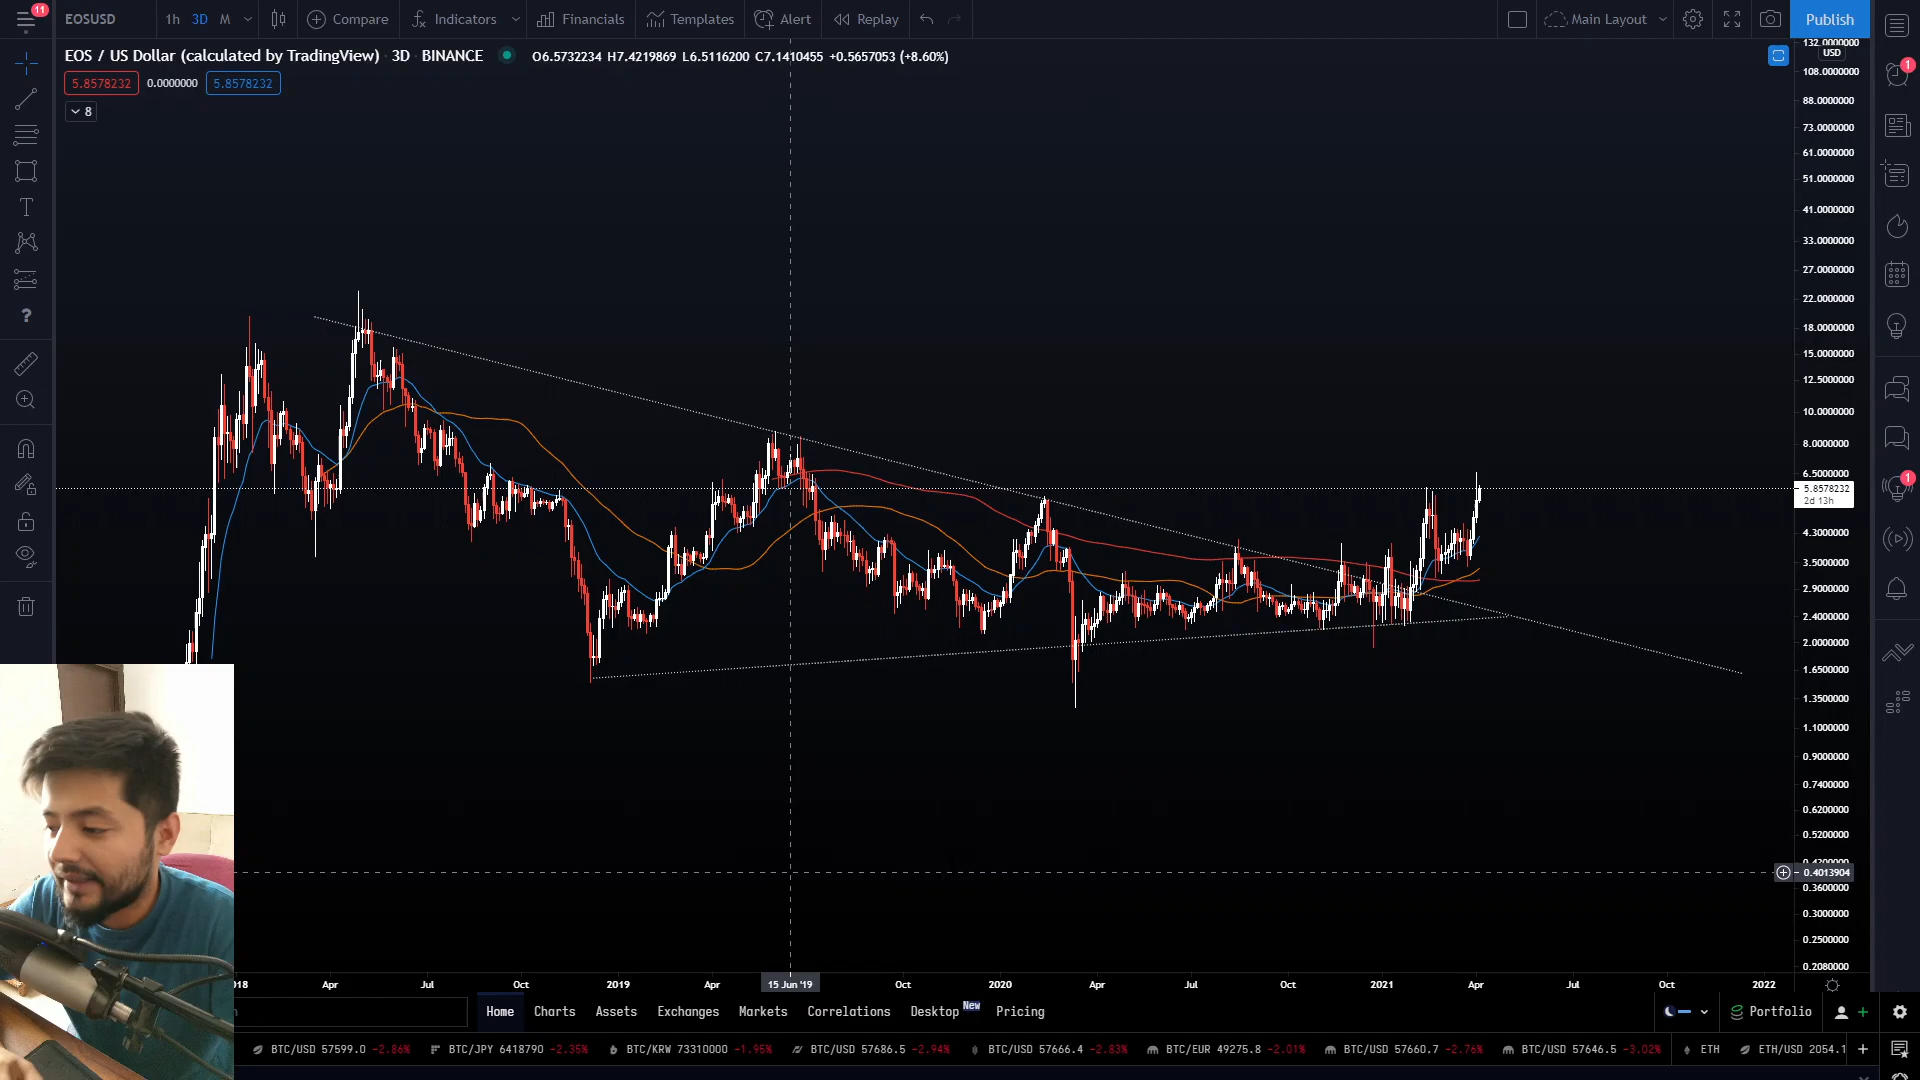 11
EOSUSD
1h 3D M
Compare
Indicators
Financials
Templates
Alert
Replay
Main Layout
Publish
EOS / US Dollar (calculated by TradingView) · 3D · BINANCE
O6.5732234 H7.4219869 L6.5116200 C7.1410455 +0.5657053 (+8.60%)
5.8578232 0.0000000 5.8578232
8
132.0000000
USD
108.0000000
88.0000000
73.0000000
61.0000000
51.0000000
41.0000000
33.0000000
27.0000000
22.0000000
18.0000000
15.0000000
12.5000000
10.0000000
8.0000000
6.5000000
5.8578232
2d 13h
4.3000000
3.5000000
2.9000000
2.4000000
2.0000000
1.6500000
1.3500000
1.1000000
0.9000000
0.7400000
0.6200000
0.5200000
0.4200000
0.4013904
0.3600000
0.3000000
0.2500000
0.2080000
1
1
T
?
018 Apr Jul Oct 2019 Apr 15 Jun '19 Oct 2020 Apr Jul Oct 2021 Apr Jul Oct 2022
Home Charts Assets Exchanges Markets Correlations Desktop New Pricing
Portfolio
BTC/USD 57599.0 -2.86% BTC/JPY 6418790 -2.35% BTC/KRW 73310000 -1.95% BTC/USD 57686.5 -2.94% BTC/USD 57666.4 -2.83% BTC/EUR 49275.8 -2.01% BTC/USD 57660.7 -2.76% BTC/USD 57646.5 -3.02% ETH ETH/USD 2054.1